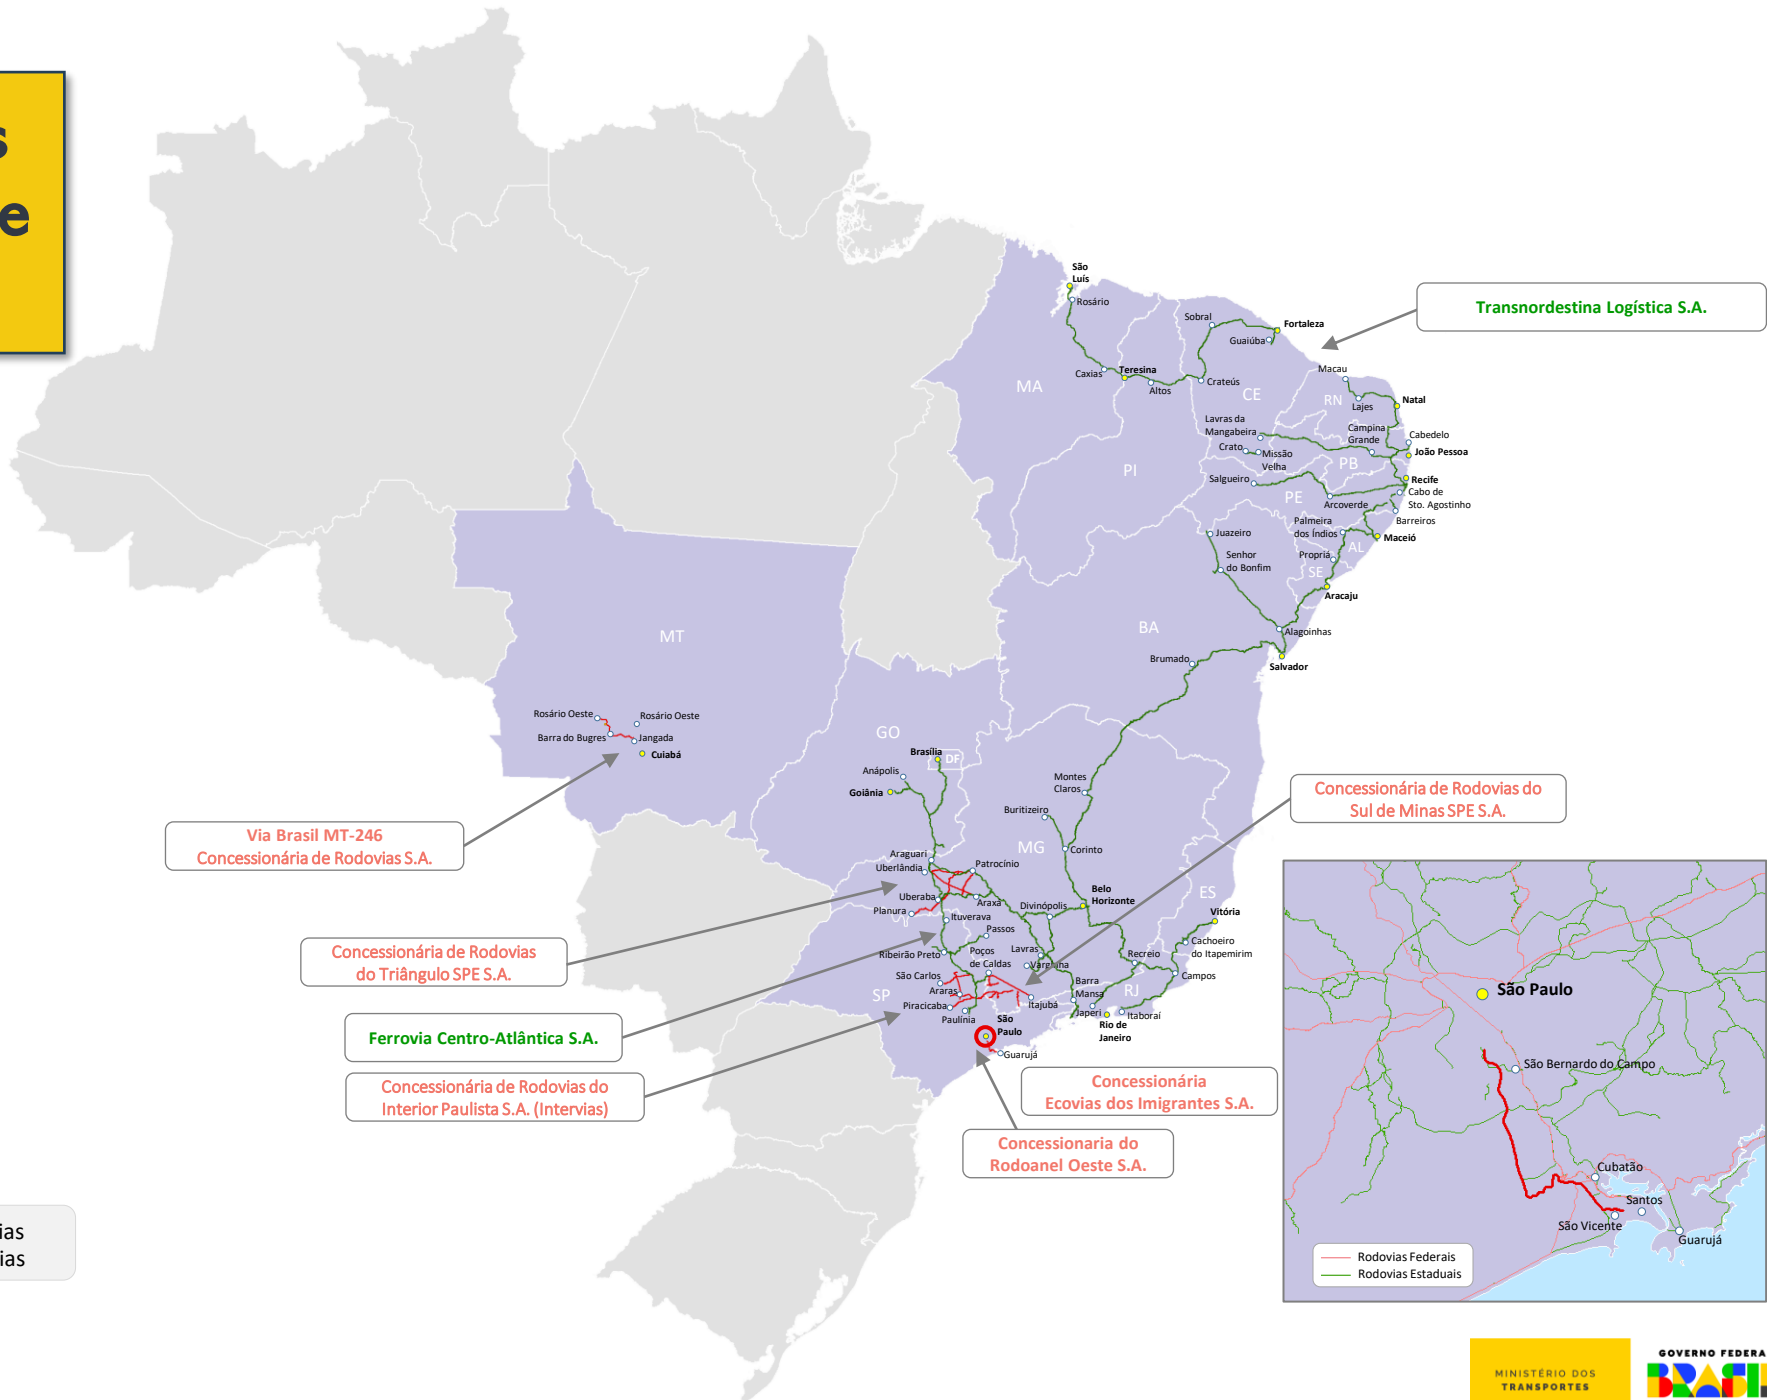 s
e
São
Luís
Rosário
Caxias
Teresina
Altos
Sobral
Fortaleza
Guaiúba
Crateús
Transnordestina Logística S.A.
Macau
Lajes
Natal
MA
CE
RN
PI
Lavras da
Mangabeira
Campina
Grande
Cabedelo
João Pessoa
Crato
Missão
Velha
PB
Salgueiro
PE
Arcoverde
Recife
Cabo de
Sto. Agostinho
Barreiros
Palmeira
dos Índios
AL
Maceió
Juazeiro
Senhor
do Bonfim
Propriá
SE
Aracaju
BA
Alagoinhas
Brumado
Salvador
MT
Rosário Oeste
Rosário Oeste
Barra do Bugres
Jangada
Cuiabá
GO
Brasília
DF
Anápolis
Goiânia
Montes
Claros
Buritizeiro
Corinto
MG
Via Brasil MT-246
Concessionária de Rodovias S.A.
Concessionária de Rodovias do
Sul de Minas SPE S.A.
Araguari
Uberlândia
Patrocínio
Uberaba
Araxá
Planura
Ituverava
Passos
Divinópolis
Belo
Horizonte
ES
Vitória
Cachoeiro
do Itapemirim
Ribeirão Preto
Poços
de Caldas
Lavras
Varginha
Recreio
Campos
São Carlos
Araras
SP
Piracicaba
Paulínia
Itajubá
Barra
Mansa
RJ
Japeri
Itaboraí
Rio de
Janeiro
São
Paulo
Guarujá
Concessionária de Rodovias
do Triângulo SPE S.A.
Ferrovia Centro-Atlântica S.A.
Concessionária de Rodovias do
Interior Paulista S.A. (Intervias)
Concessionária
Ecovias dos Imigrantes S.A.
Concessionaria do
Rodoanel Oeste S.A.
São Paulo
São Bernardo do Campo
Cubatão
Santos
São Vicente
Guarujá
Rodovias Federais
Rodovias Estaduais
ias
ias
MINISTÉRIO DOS
TRANSPORTES
GOVERNO FEDERA
BRASIL